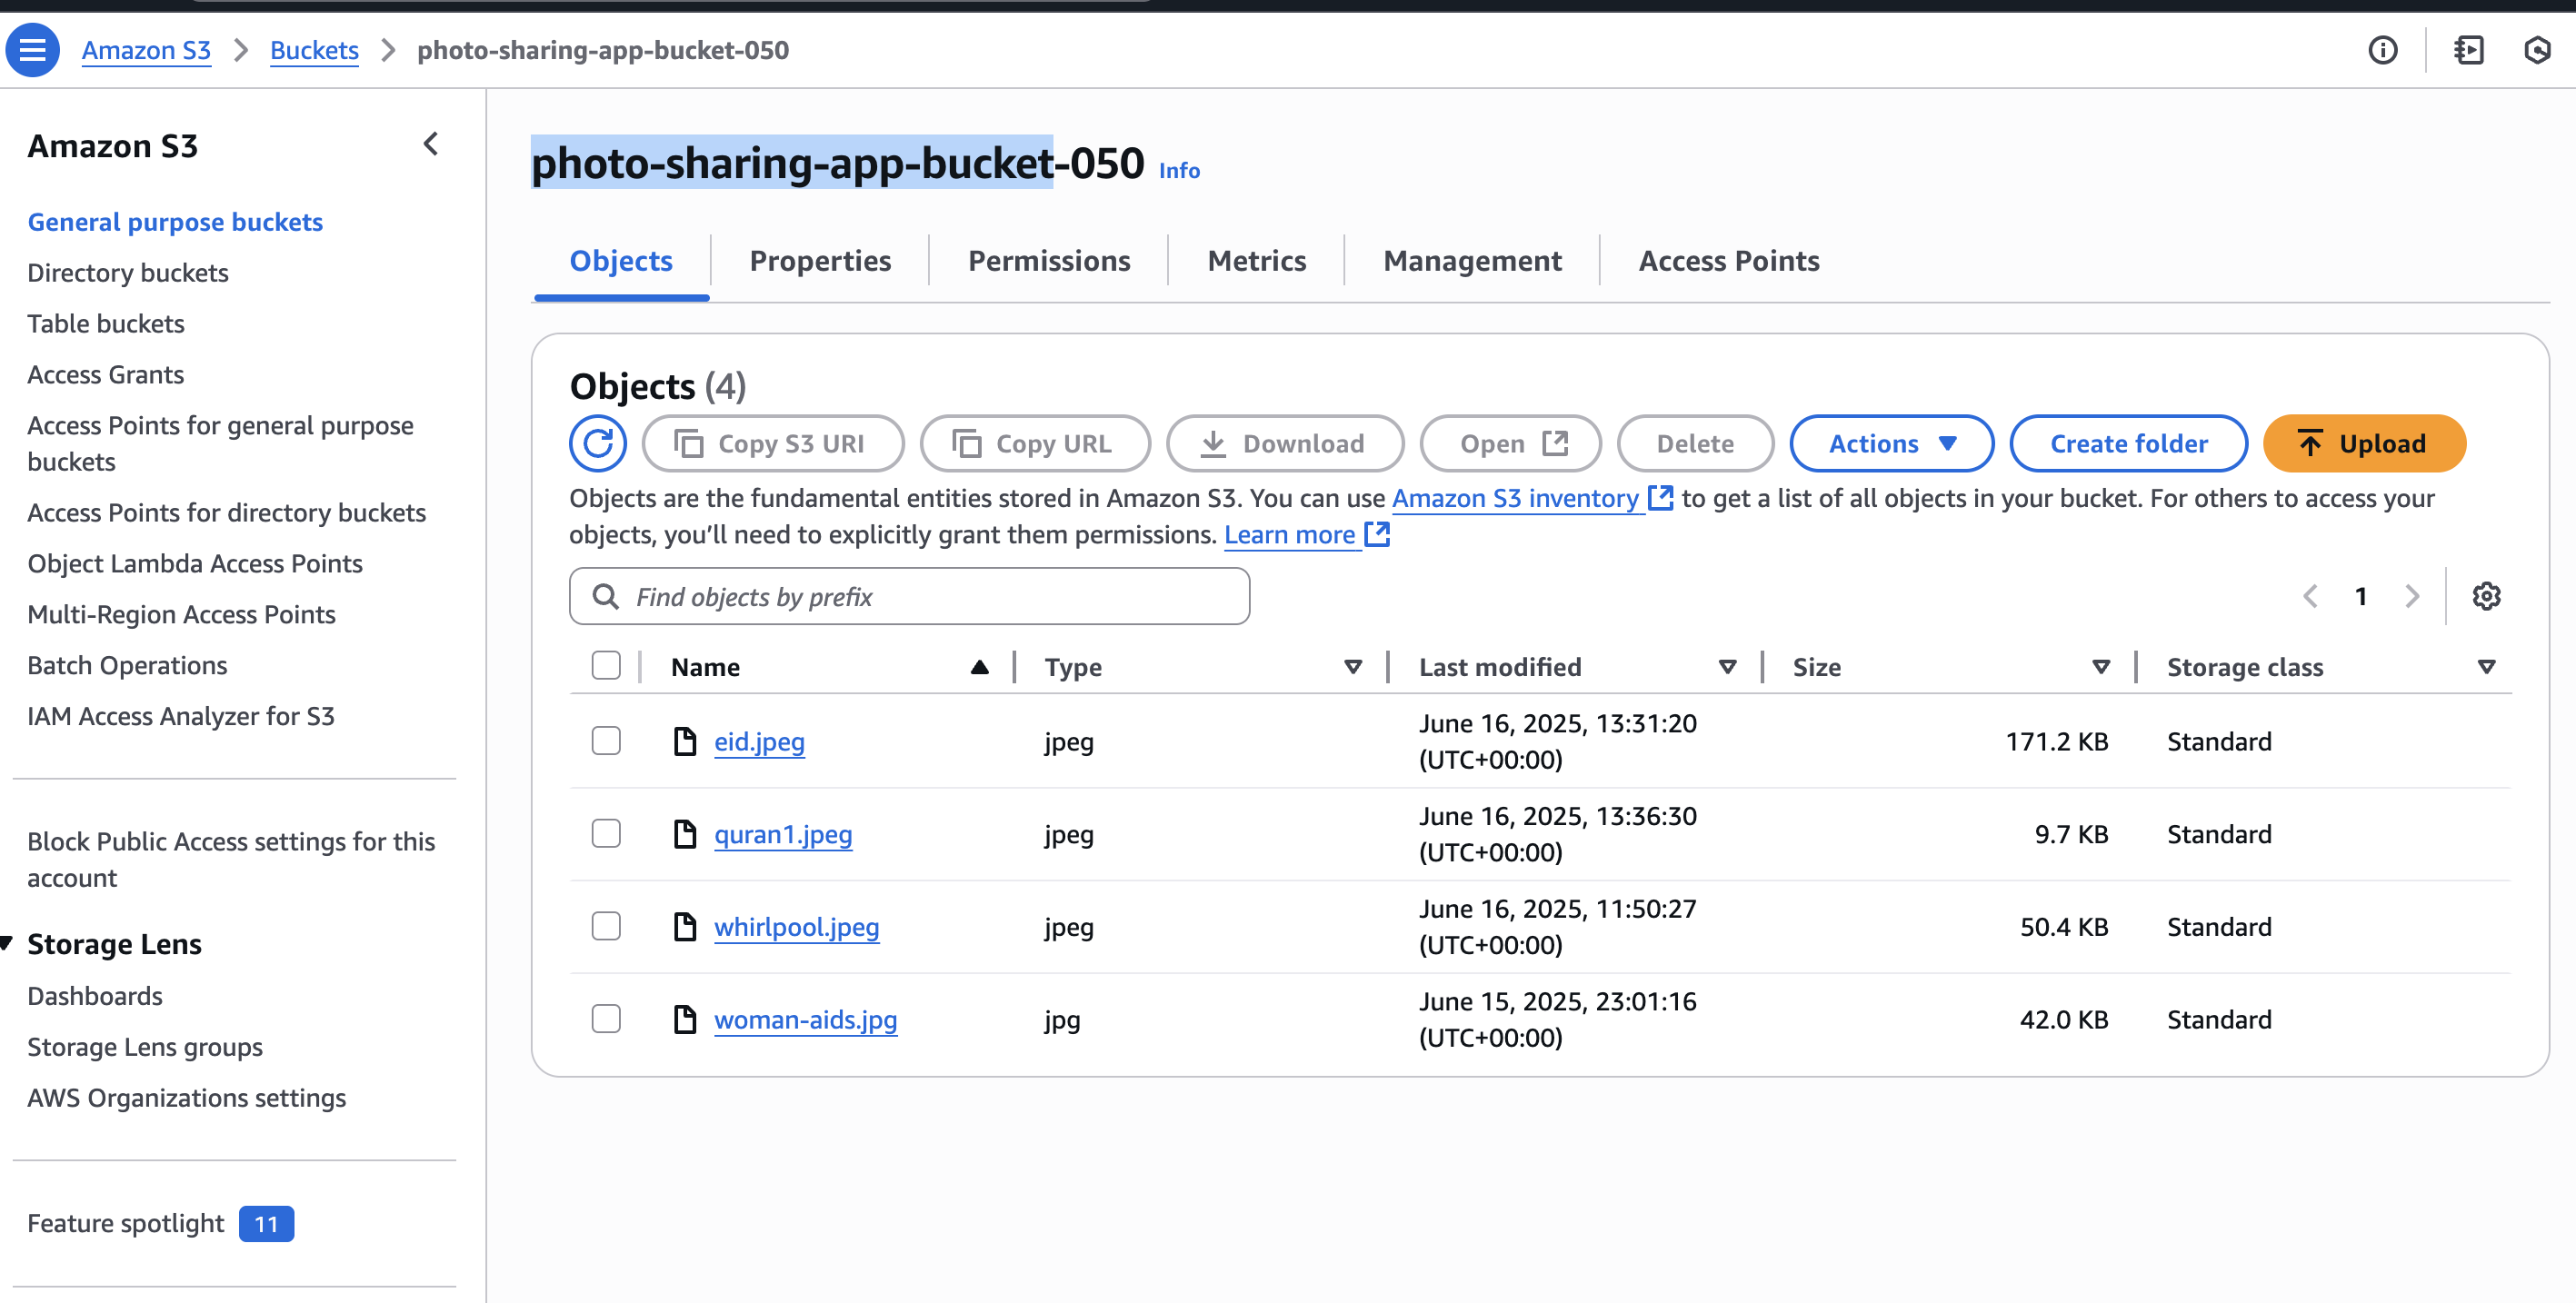 Amazon S3 > Buckets > photo-sharing-app-bucket-050
Amazon S3
General purpose buckets
Directory buckets
Table buckets
Access Grants
Access Points for general purpose
buckets
Access Points for directory buckets
Object Lambda Access Points
Multi-Region Access Points
Batch Operations
IAM Access Analyzer for S3
Block Public Access settings for this
account
Storage Lens
Dashboards
Storage Lens groups
AWS Organizations settings
Feature spotlight 11
photo-sharing-app-bucket-050 Info
Objects Properties Permissions Metrics Management Access Points
Objects (4)
Copy S3 URI Copy URL Download Open Delete Actions Create folder Upload
Objects are the fundamental entities stored in Amazon S3. You can use Amazon S3 inventory to get a list of all objects in your bucket. For others to access your
objects, you’ll need to explicitly grant them permissions. Learn more
Find objects by prefix
1
Name Type Last modified Size Storage class
eid.jpeg jpeg June 16, 2025, 13:31:20 (UTC+00:00) 171.2 KB Standard
quran1.jpeg jpeg June 16, 2025, 13:36:30 (UTC+00:00) 9.7 KB Standard
whirlpool.jpeg jpeg June 16, 2025, 11:50:27 (UTC+00:00) 50.4 KB Standard
woman-aids.jpg jpg June 15, 2025, 23:01:16 (UTC+00:00) 42.0 KB Standard